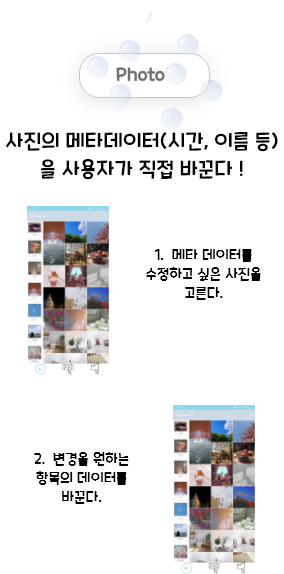 Photo
사진의 메타데이터(시간, 이름 등)
을 사용자가 직접 바꾼다 !
1. 메타 데이터를
수정하고 싶은 사진을
고른다.
2. 변경을 원하는
항목의 데이터를
바꾼다.